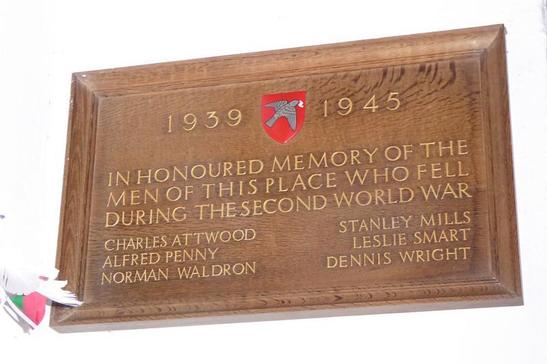 1939 1945
IN HONOURED MEMORY OF THE
MEN OF THIS PLACE WHO FELL
DURING THE SECOND WORLD WAR
CHARLES ATTWOOD
ALFRED PENNY
NORMAN WALDRON
STANLEY MILLS
LESLIE SMART
DENNIS WRIGHT